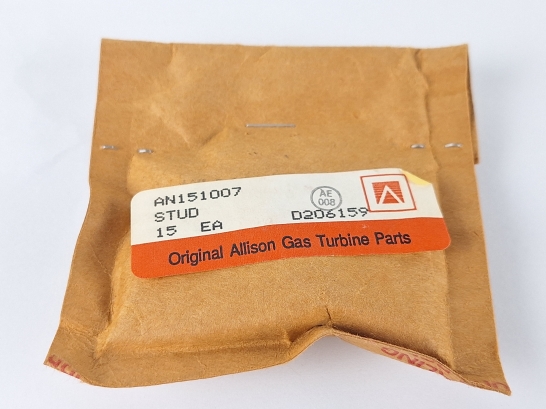 AN151007
STUD
15 EA
AE
008
D206159
Original Allison Gas Turbine Parts